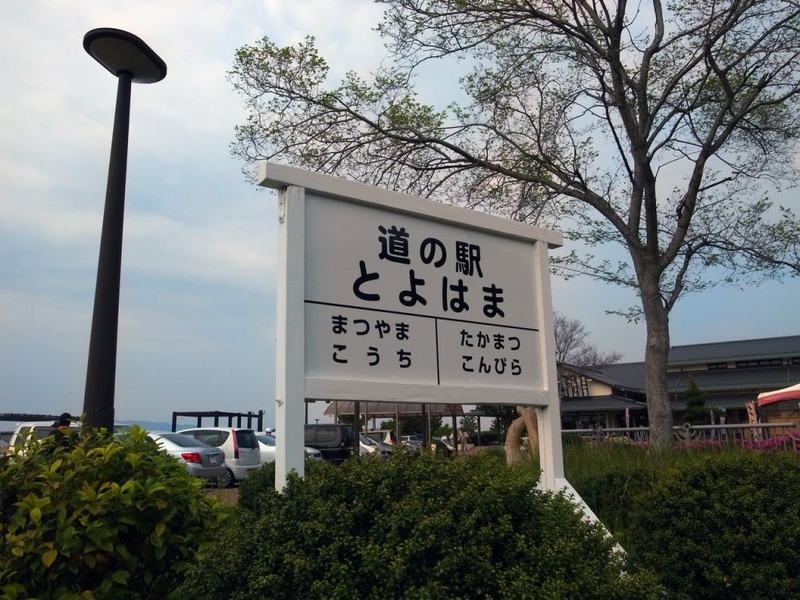 道の駅
とよはま
まつやま
こうち
たかまつ
こんぴら